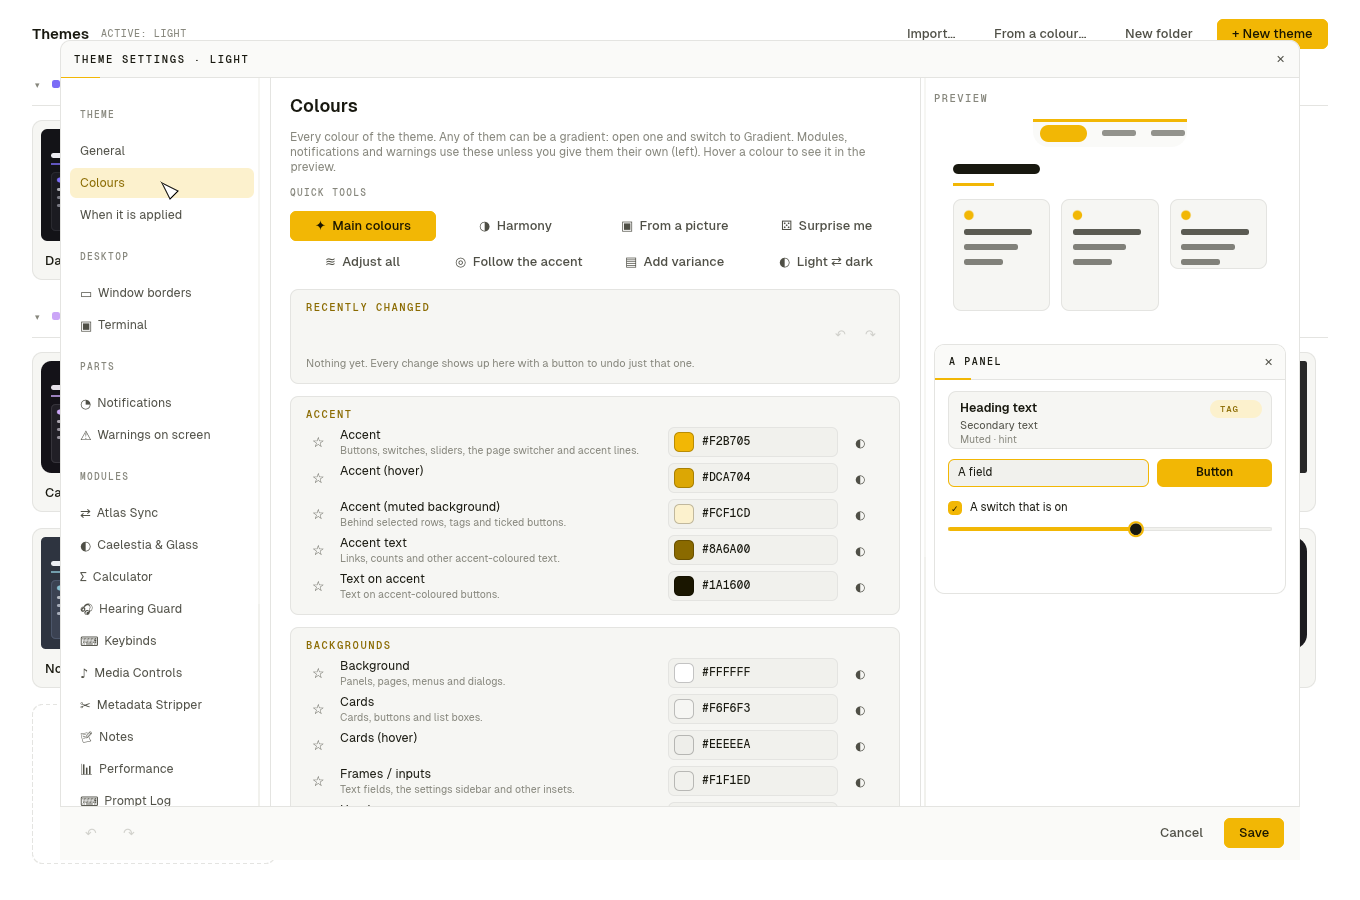 Themes ACTIVE: LIGHT Import… From a colour… New folder + New theme
THEME SETTINGS · LIGHT ×
THEME
General
Colours
When it is applied
DESKTOP
Window borders
Terminal
PARTS
Notifications
Warnings on screen
MODULES
Atlas Sync
Caelestia & Glass
Calculator
Hearing Guard
Keybinds
Media Controls
Metadata Stripper
Notes
Performance
Prompt Log
Colours
Every colour of the theme. Any of them can be a gradient: open one and switch to Gradient. Modules,
notifications and warnings use these unless you give them their own (left). Hover a colour to see it in the
preview.
QUICK TOOLS
Main colours Harmony From a picture Surprise me
Adjust all Follow the accent Add variance Light ⇄ dark
RECENTLY CHANGED
Nothing yet. Every change shows up here with a button to undo just that one.
ACCENT
Accent #F2B705
Buttons, switches, sliders, the page switcher and accent lines.
Accent (hover) #DCA704
Accent (muted background) #FCF1CD
Behind selected rows, tags and ticked buttons.
Accent text #8A6A00
Links, counts and other accent-coloured text.
Text on accent #1A1600
Text on accent-coloured buttons.
BACKGROUNDS
Background #FFFFFF
Panels, pages, menus and dialogs.
Cards #F6F6F3
Cards, buttons and list boxes.
Cards (hover) #EEEEEA
Frames / inputs #F1F1ED
Text fields, the settings sidebar and other insets.
PREVIEW
A PANEL ×
Heading text TAG
Secondary text
Muted · hint
A field Button
A switch that is on
Da
Ca
No
Cancel Save